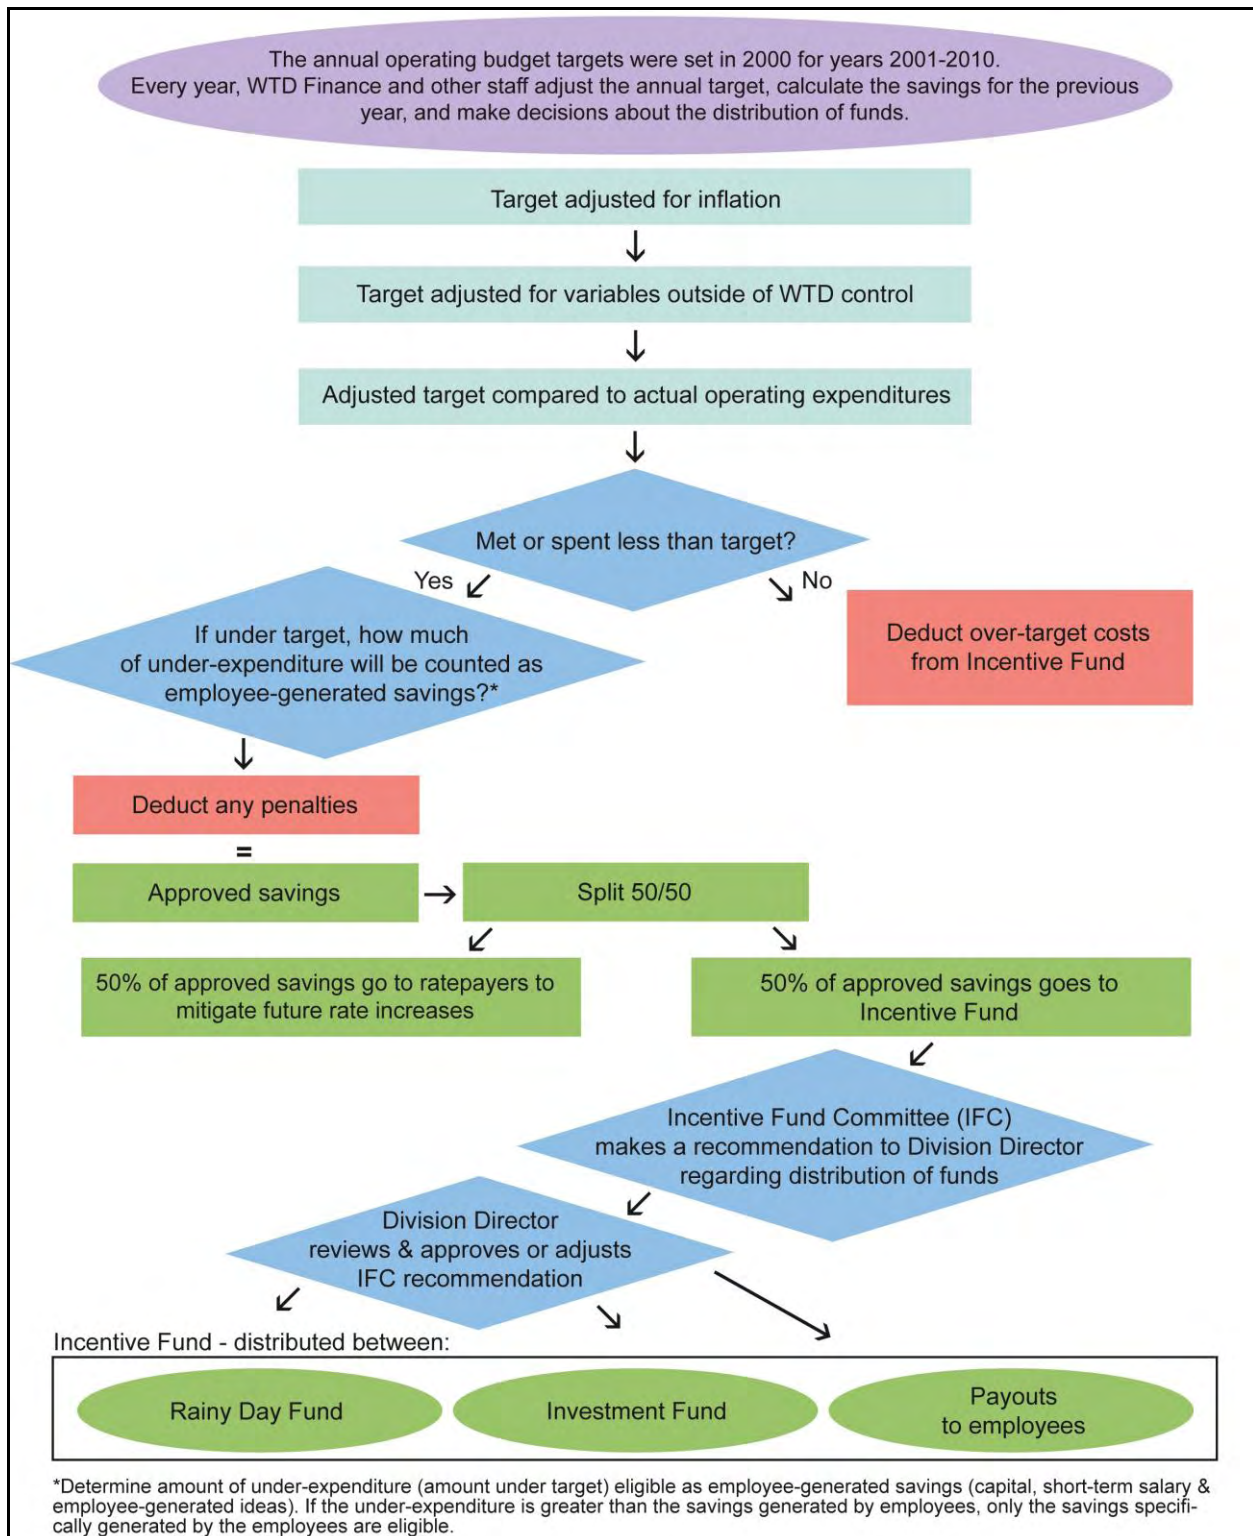 The annual operating budget targets were set in 2000 for years 2001-2010.
Every year, WTD Finance and other staff adjust the annual target, calculate the savings for the previous
year, and make decisions about the distribution of funds.
Target adjusted for inflation
Target adjusted for variables outside of WTD control
Adjusted target compared to actual operating expenditures
Met or spent less than target?
Yes
No
If under target, how much
of under-expenditure will be counted as
employee-generated savings?*
Deduct over-target costs
from Incentive Fund
Deduct any penalties
=
Approved savings
Split 50/50
50% of approved savings go to ratepayers to
mitigate future rate increases
50% of approved savings goes to
Incentive Fund
Incentive Fund Committee (IFC)
makes a recommendation to Division Director
regarding distribution of funds
Division Director
reviews & approves or adjusts
IFC recommendation
Incentive Fund - distributed between:
Rainy Day Fund
Investment Fund
Payouts
to employees
*Determine amount of under-expenditure (amount under target) eligible as employee-generated savings (capital, short-term salary &
employee-generated ideas). If the under-expenditure is greater than the savings generated by employees, only the savings specifi-
cally generated by the employees are eligible.